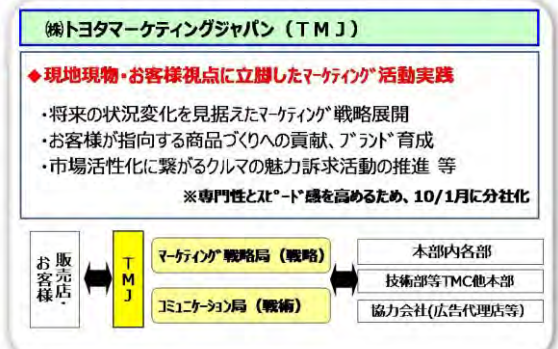 ㈱トヨタマーケティングジャパン（ＴＭＪ）
◆現地現物･お客様視点に立脚したﾏｰｹﾃｨﾝｸﾞ活動実践
・将来の状況変化を見据えたﾏｰｹﾃｨﾝｸﾞ戦略展開
・お客様が指向する商品づくりへの貢献、ﾌﾞﾗﾝﾄﾞ育成
・市場活性化に繋がるクルマの魅力訴求活動の推進 等
※専門性とｽﾋﾟｰﾄﾞ感を高めるため、10/1月に分社化
販売店・
お客様
ＴＭＪ
ﾏｰｹﾃｨﾝｸﾞ戦略局（戦略）
ｺﾐｭﾆｹｰｼｮﾝ局（戦術）
本部内各部
技術部等TMC他本部
協力会社(広告代理店等)